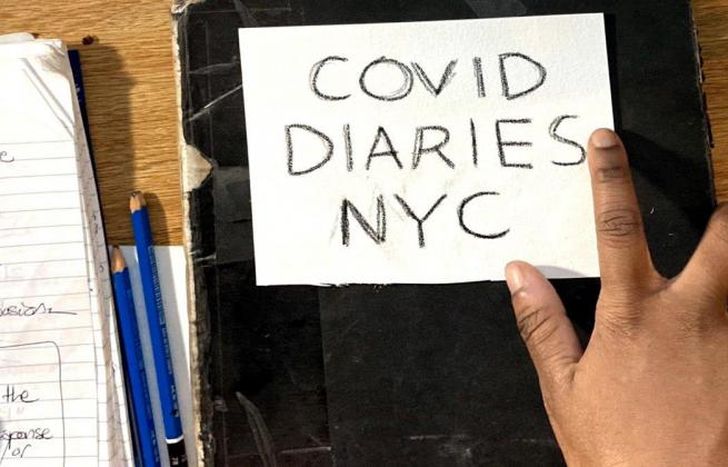 COVID
DIARIES
NYC
the
or